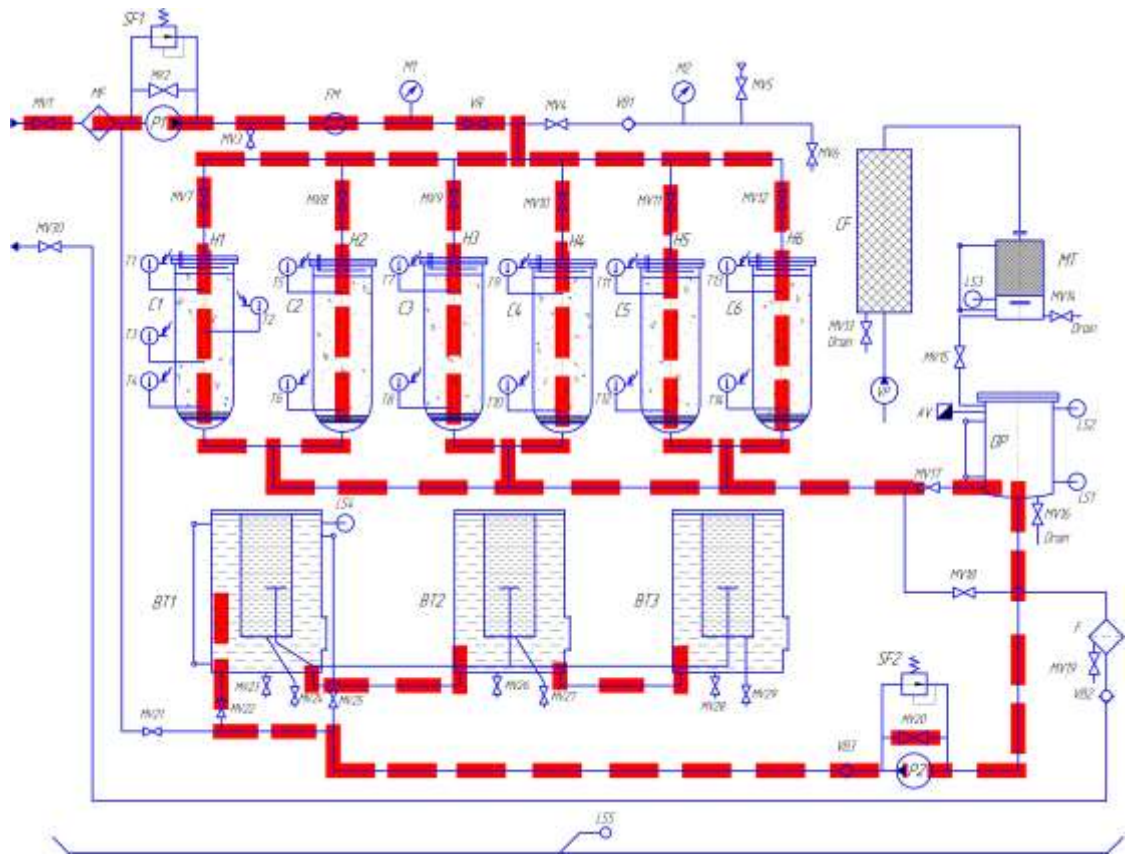 SF1
MV2
MV1
MF
P1
MV3
FM
M1
VR
MV4
VB1
M2
MV5
MV6
MV7
MV8
MV9
MV10
MV11
MV12
MV30
H1
H2
H3
H4
H5
H6
T1
C1
T2
T3
T4
T5
C2
T6
T7
C3
T8
T9
C4
T10
T11
C5
T12
T13
C6
T14
CF
MV13
Drain
VP
MT
LS3
MV14
Drain
MV15
AV
OP
LS2
LS1
MV17
MV16
Drain
LS4
BT1
BT2
BT3
MV18
F
MV19
VB2
SF2
MV20
VB3
P2
MV21
MV22
MV23
MV24
MV25
MV26
MV27
MV28
MV29
LS5